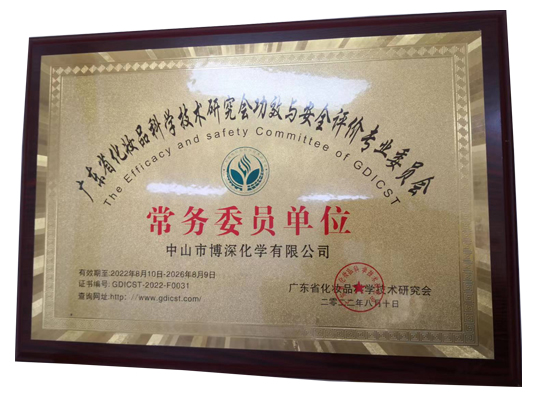 广东省化妆品科学技术研究会功效与安全评价专业委员会
The Efficacy and safety Committee of GDICST
常务委员单位
中山市博深化学有限公司
有效期至:2022年8月10日-2026年8月9日
证书编号: GDICST-2022-F0031
查询网址:http://www.gdicst.com/
广东省化妆品科学技术研究会
二零二二年八月十日